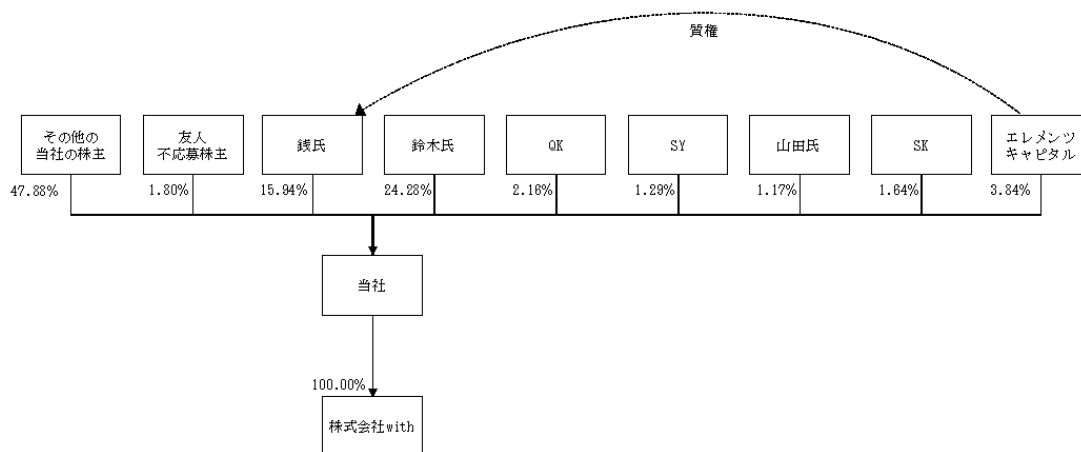 質権
その他の
当社の株主
友人
不応募株主
銭氏
鈴木氏
QK
SY
山田氏
SK
エレメンツ
キャピタル
47.88%
1.80%
15.94%
24.28%
2.16%
1.29%
1.17%
1.64%
3.84%
当社
100.00%
株式会社with